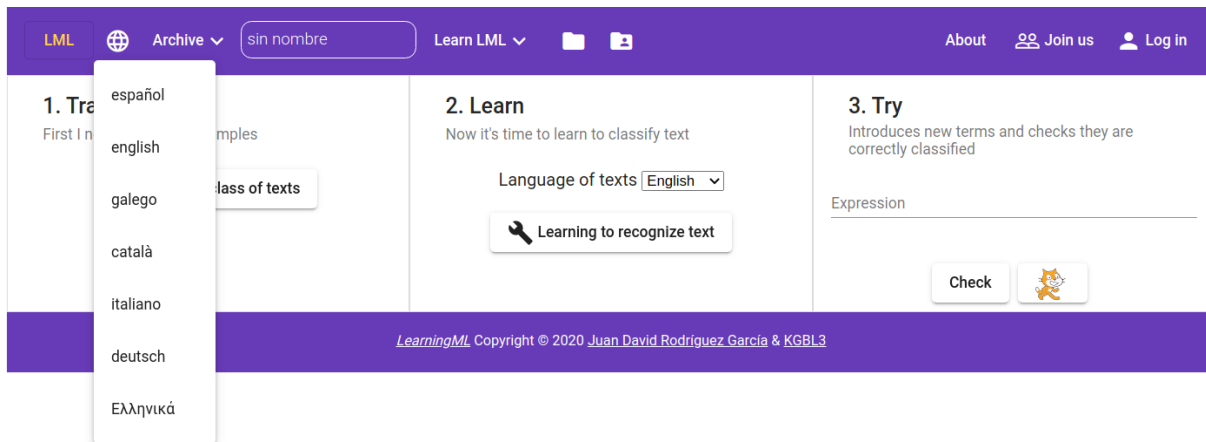 LML
Archive
sin nombre
Learn LML
About
Join us
Log in
español
english
galego
català
italiano
deutsch
Ελληνικά
1. Tra
First I n
mples
lass of texts
2. Learn
Now it's time to learn to classify text
Language of texts English
Learning to recognize text
3. Try
Introduces new terms and checks they are
correctly classified
Expression
Check
LearningML Copyright © 2020 Juan David Rodríguez García & KGBL3